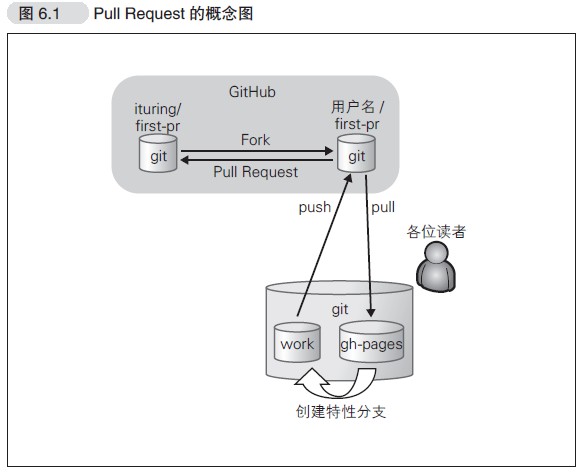 图 6.1 Pull Request 的概念图
GitHub
ituring/
first-pr
git
用户名 /
first-pr
git
Fork
Pull Request
push
pull
各位读者
git
work
gh-pages
创建特性分支